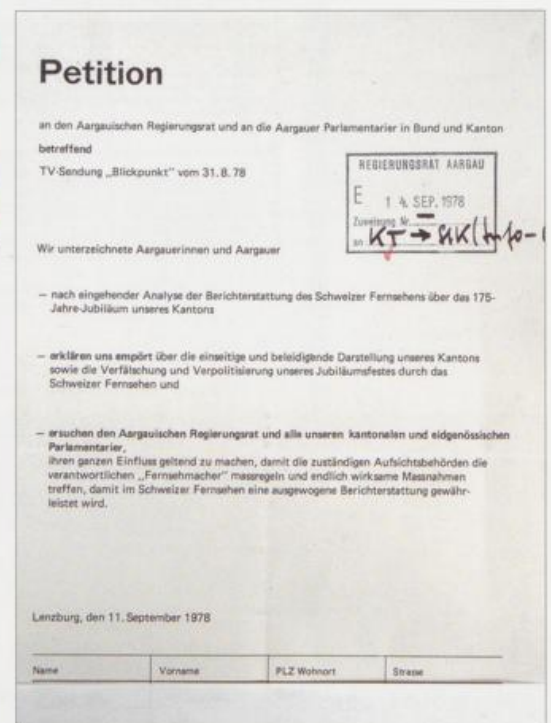 Petition
an den Aargauischen Regierungsrat und an die Aargauer Parlamentarier in Bund und Kanton
betreffend
TV-Sendung „Blickpunkt" vom 31. 8. 78
REGIERUNGSRAT AARGAU
E 14. SEP. 1978
Zuweisung Nr.
an KT → StK
Wir unterzeichnete Aargauerinnen und Aargauer
— nach eingehender Analyse der Berichterstattung des Schweizer Fernsehens über das 175-
Jahre-Jubiläum unseres Kantons
— erklären uns empört über die einseitige und beleidigende Darstellung unseres Kantons
sowie die Verfälschung und Verpolitisierung unseres Jubiläumsfestes durch das
Schweizer Fernsehen und
— ersuchen den Aargauischen Regierungsrat und alle unseren kantonalen und eidgenössischen
Parlamentarier,
ihren ganzen Einfluss geltend zu machen, damit die zuständigen Aufsichtsbehörden die
verantwortlichen „Fernsehmacher" massregeln und endlich wirksame Massnahmen
treffen, damit im Schweizer Fernsehen eine ausgewogene Berichterstattung gewähr-
leistet wird.
Lenzburg, den 11. September 1978
Name Vorname PLZ Wohnort Strasse